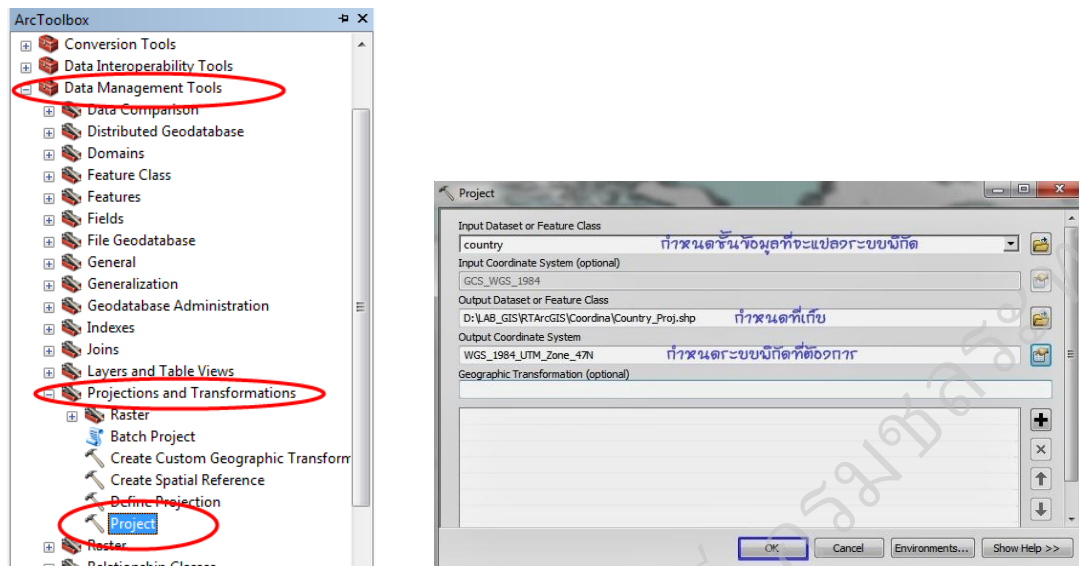 ArcToolbox
Conversion Tools
Data Interoperability Tools
Data Management Tools
Data Comparison
Distributed Geodatabase
Domains
Feature Class
Features
Fields
File Geodatabase
General
Generalization
Geodatabase Administration
Indexes
Joins
Layers and Table Views
Projections and Transformations
Raster
Batch Project
Create Custom Geographic Transform
Create Spatial Reference
Define Projection
Project
Raster
Relationship Classes
Project
Input Dataset or Feature Class
country กำหนดชั้นข้อมูลที่จะแปลงระบบพิกัด
Input Coordinate System (optional)
GCS_WGS_1984
Output Dataset or Feature Class
D:\LAB_GIS\RTArcGIS\Coordina\Country_Proj.shp กำหนดที่เก็บ
Output Coordinate System
WGS_1984_UTM_Zone_47N กำหนดระบบพิกัดที่ต้องการ
Geographic Transformation (optional)
OK Cancel Environments... Show Help >>